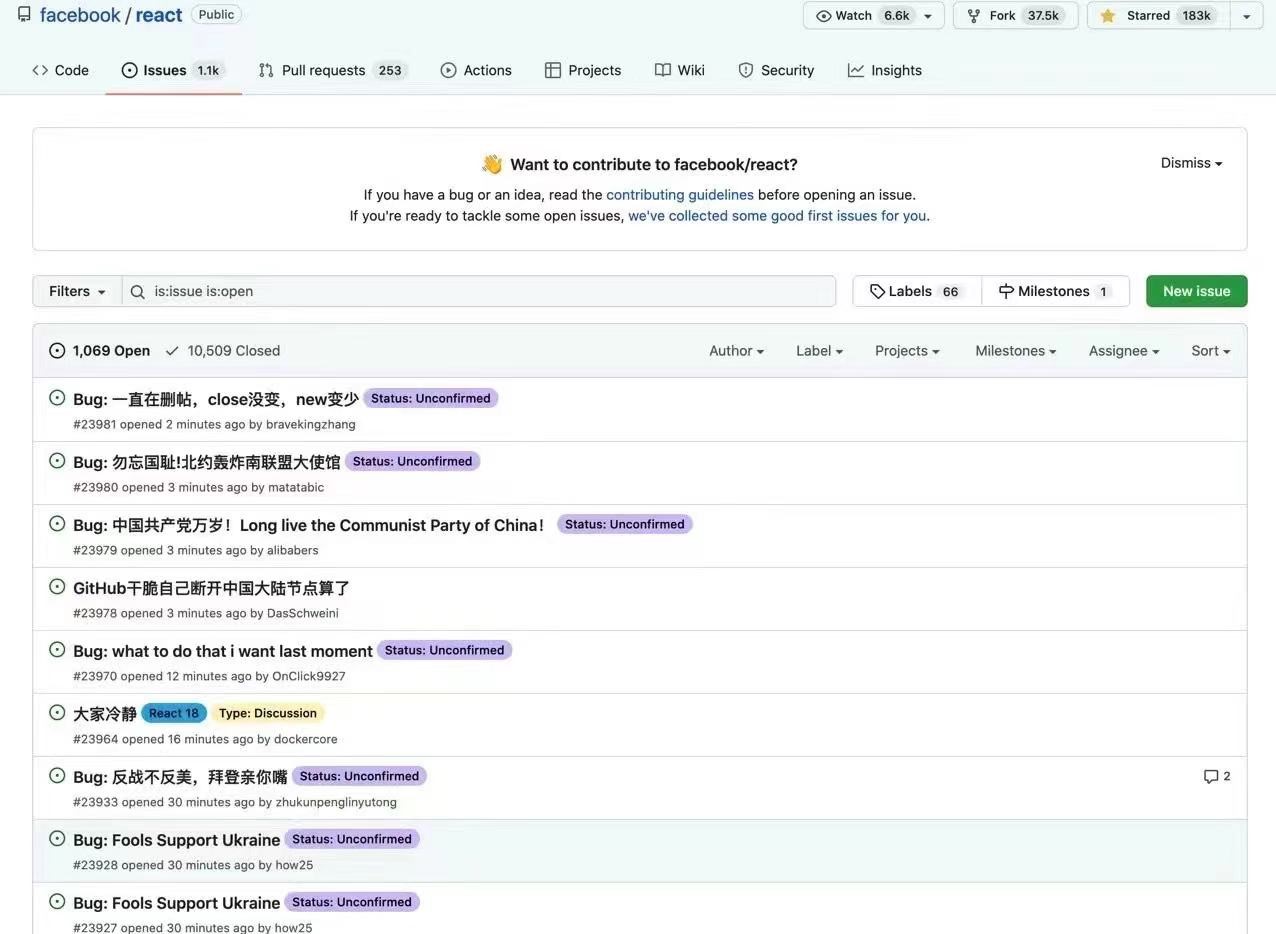 facebook / react Public Watch 6.6k Fork 37.5k Starred 183k
Code Issues 1.1k Pull requests 253 Actions Projects Wiki Security Insights
👋 Want to contribute to facebook/react? Dismiss
If you have a bug or an idea, read the contributing guidelines before opening an issue.
If you're ready to tackle some open issues, we've collected some good first issues for you.
Filters is:issue is:open Labels 66 Milestones 1 New issue
1,069 Open 10,509 Closed Author Label Projects Milestones Assignee Sort
Bug: 一直在删帖，close没变，new变少 Status: Unconfirmed
#23981 opened 2 minutes ago by bravekingzhang
Bug: 勿忘国耻!北约轰炸南联盟大使馆 Status: Unconfirmed
#23980 opened 3 minutes ago by matatabic
Bug: 中国共产党万岁！Long live the Communist Party of China！ Status: Unconfirmed
#23979 opened 3 minutes ago by alibabers
GitHub干脆自己断开中国大陆节点算了
#23978 opened 3 minutes ago by DasSchweini
Bug: what to do that i want last moment Status: Unconfirmed
#23970 opened 12 minutes ago by OnClick9927
大家冷静 React 18 Type: Discussion
#23964 opened 16 minutes ago by dockercore
Bug: 反战不反美，拜登亲你嘴 Status: Unconfirmed 2
#23933 opened 30 minutes ago by zhukunpenglinyutong
Bug: Fools Support Ukraine Status: Unconfirmed
#23928 opened 30 minutes ago by how25
Bug: Fools Support Ukraine Status: Unconfirmed
#23927 opened 30 minutes ago by how25